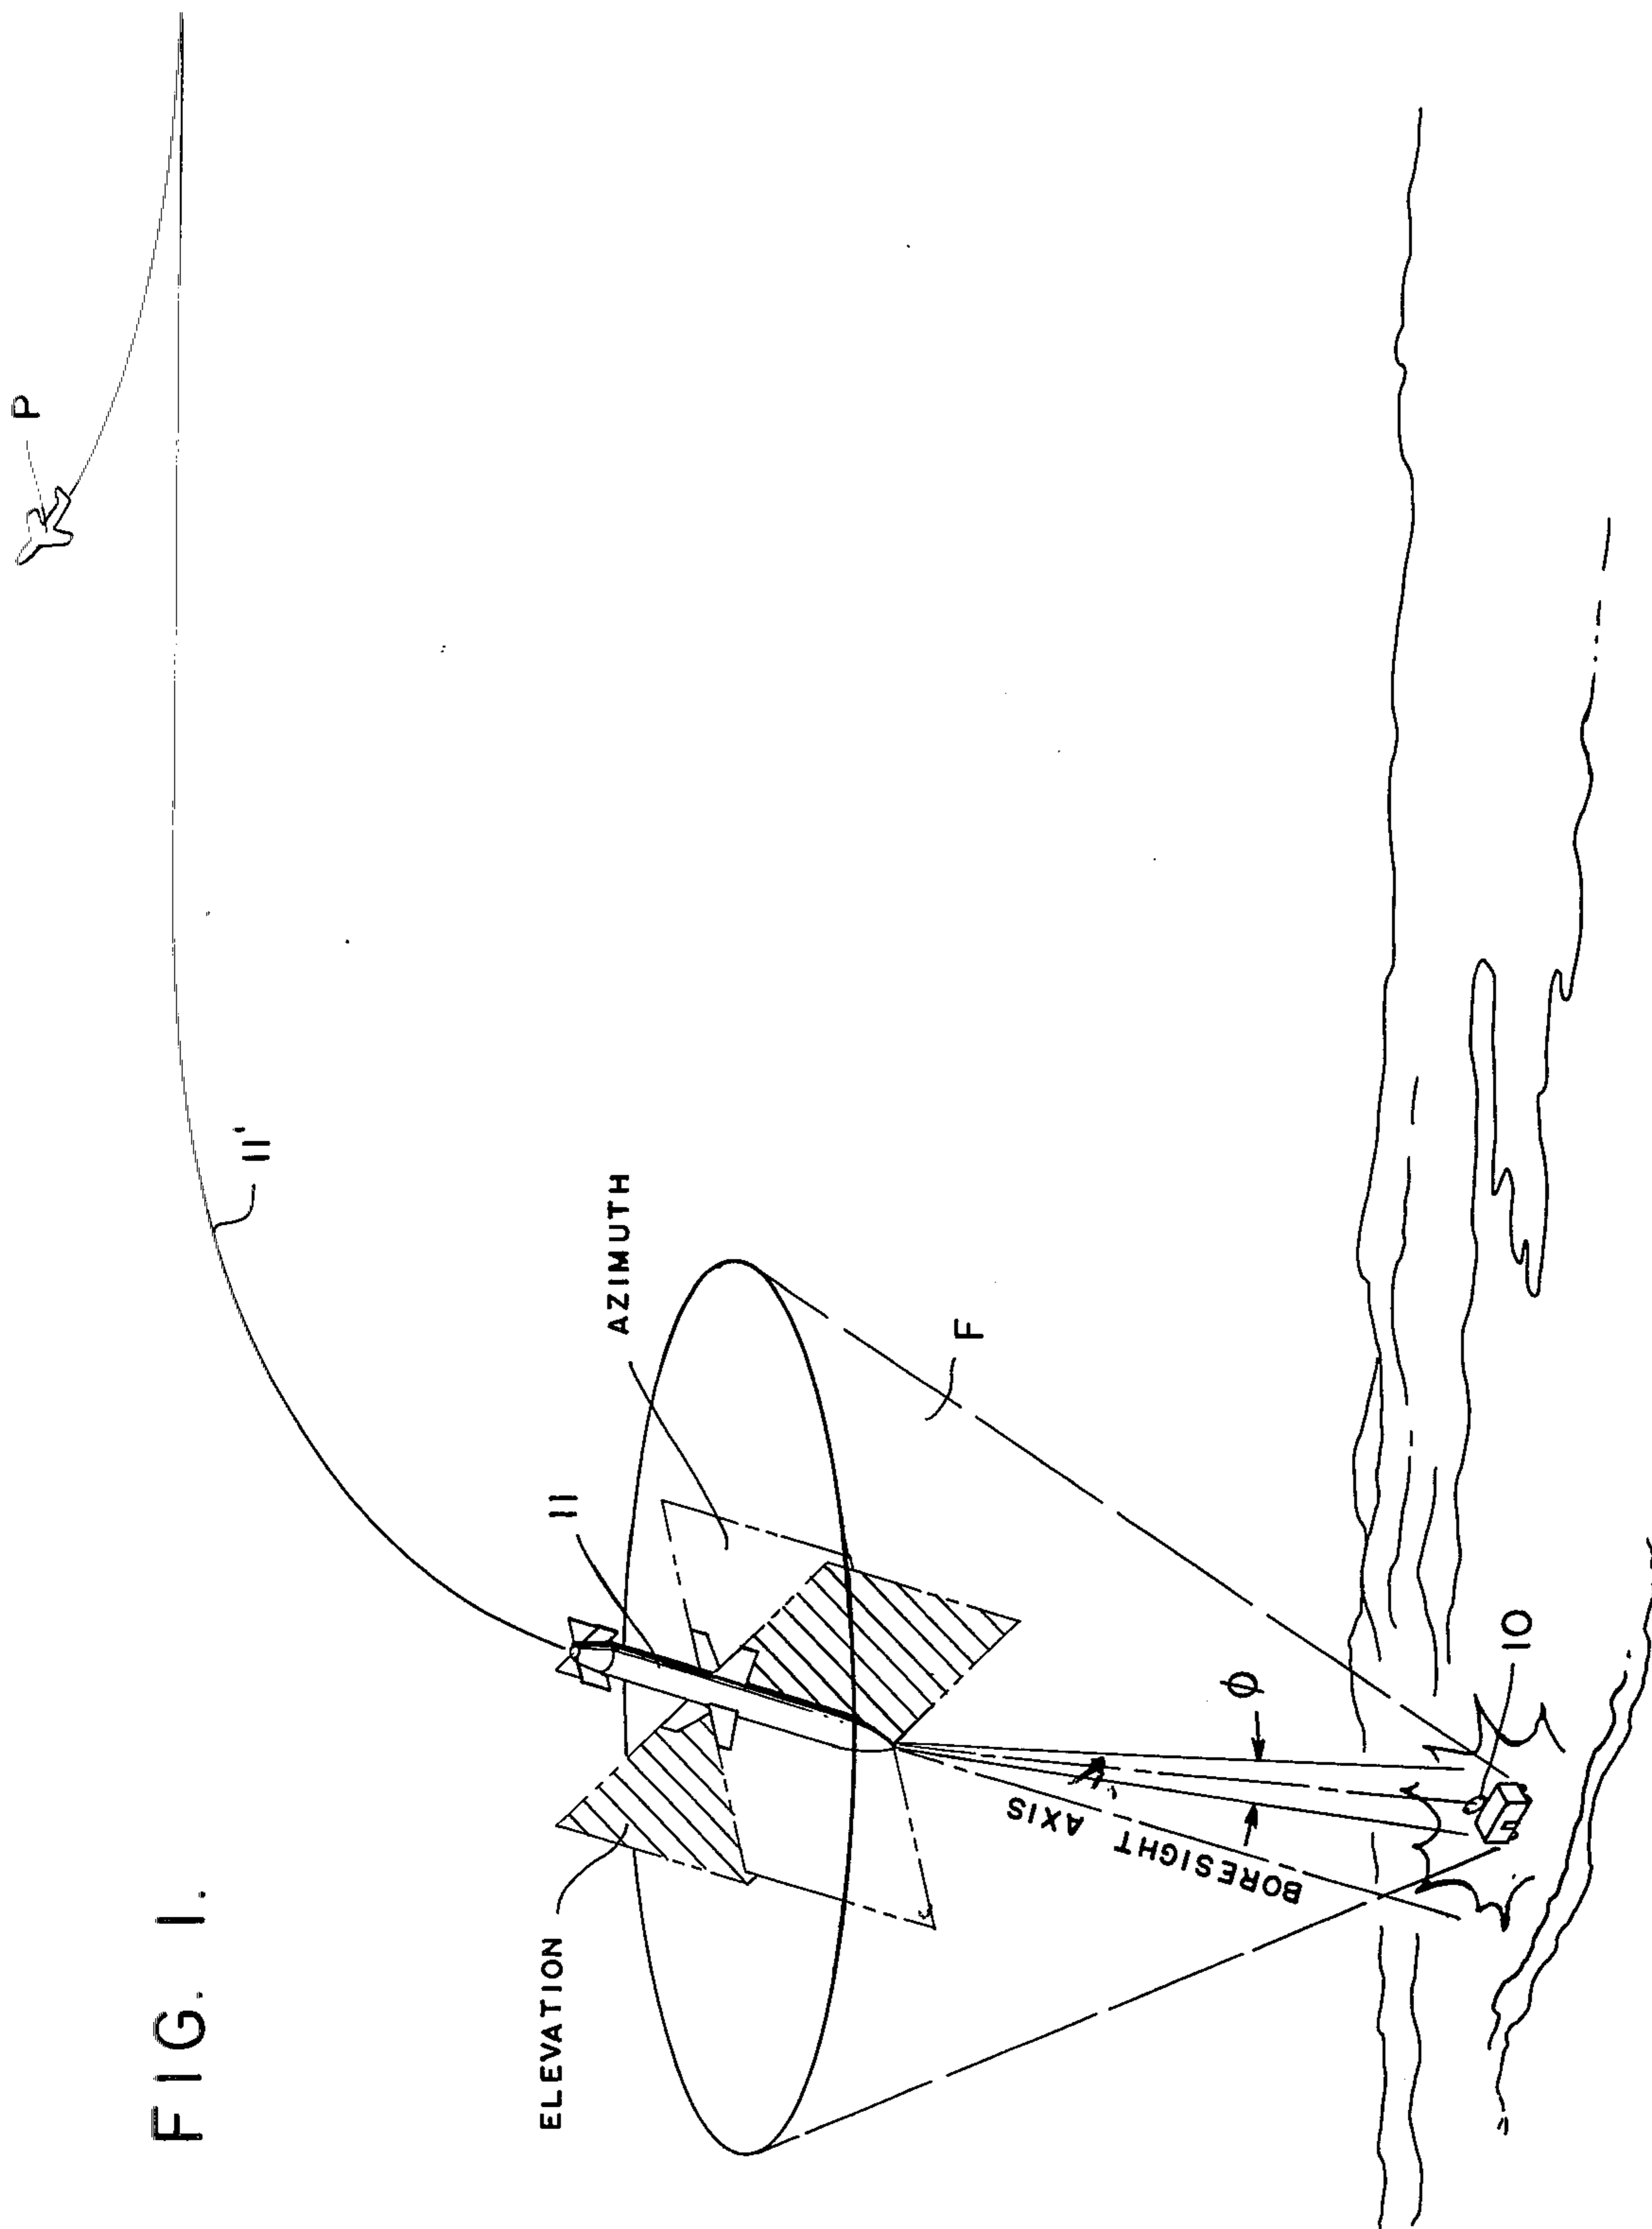 FIG. 1.
P
11'
AZIMUTH
11
ELEVATION
F
BORESIGHT AXIS
ϕ
10